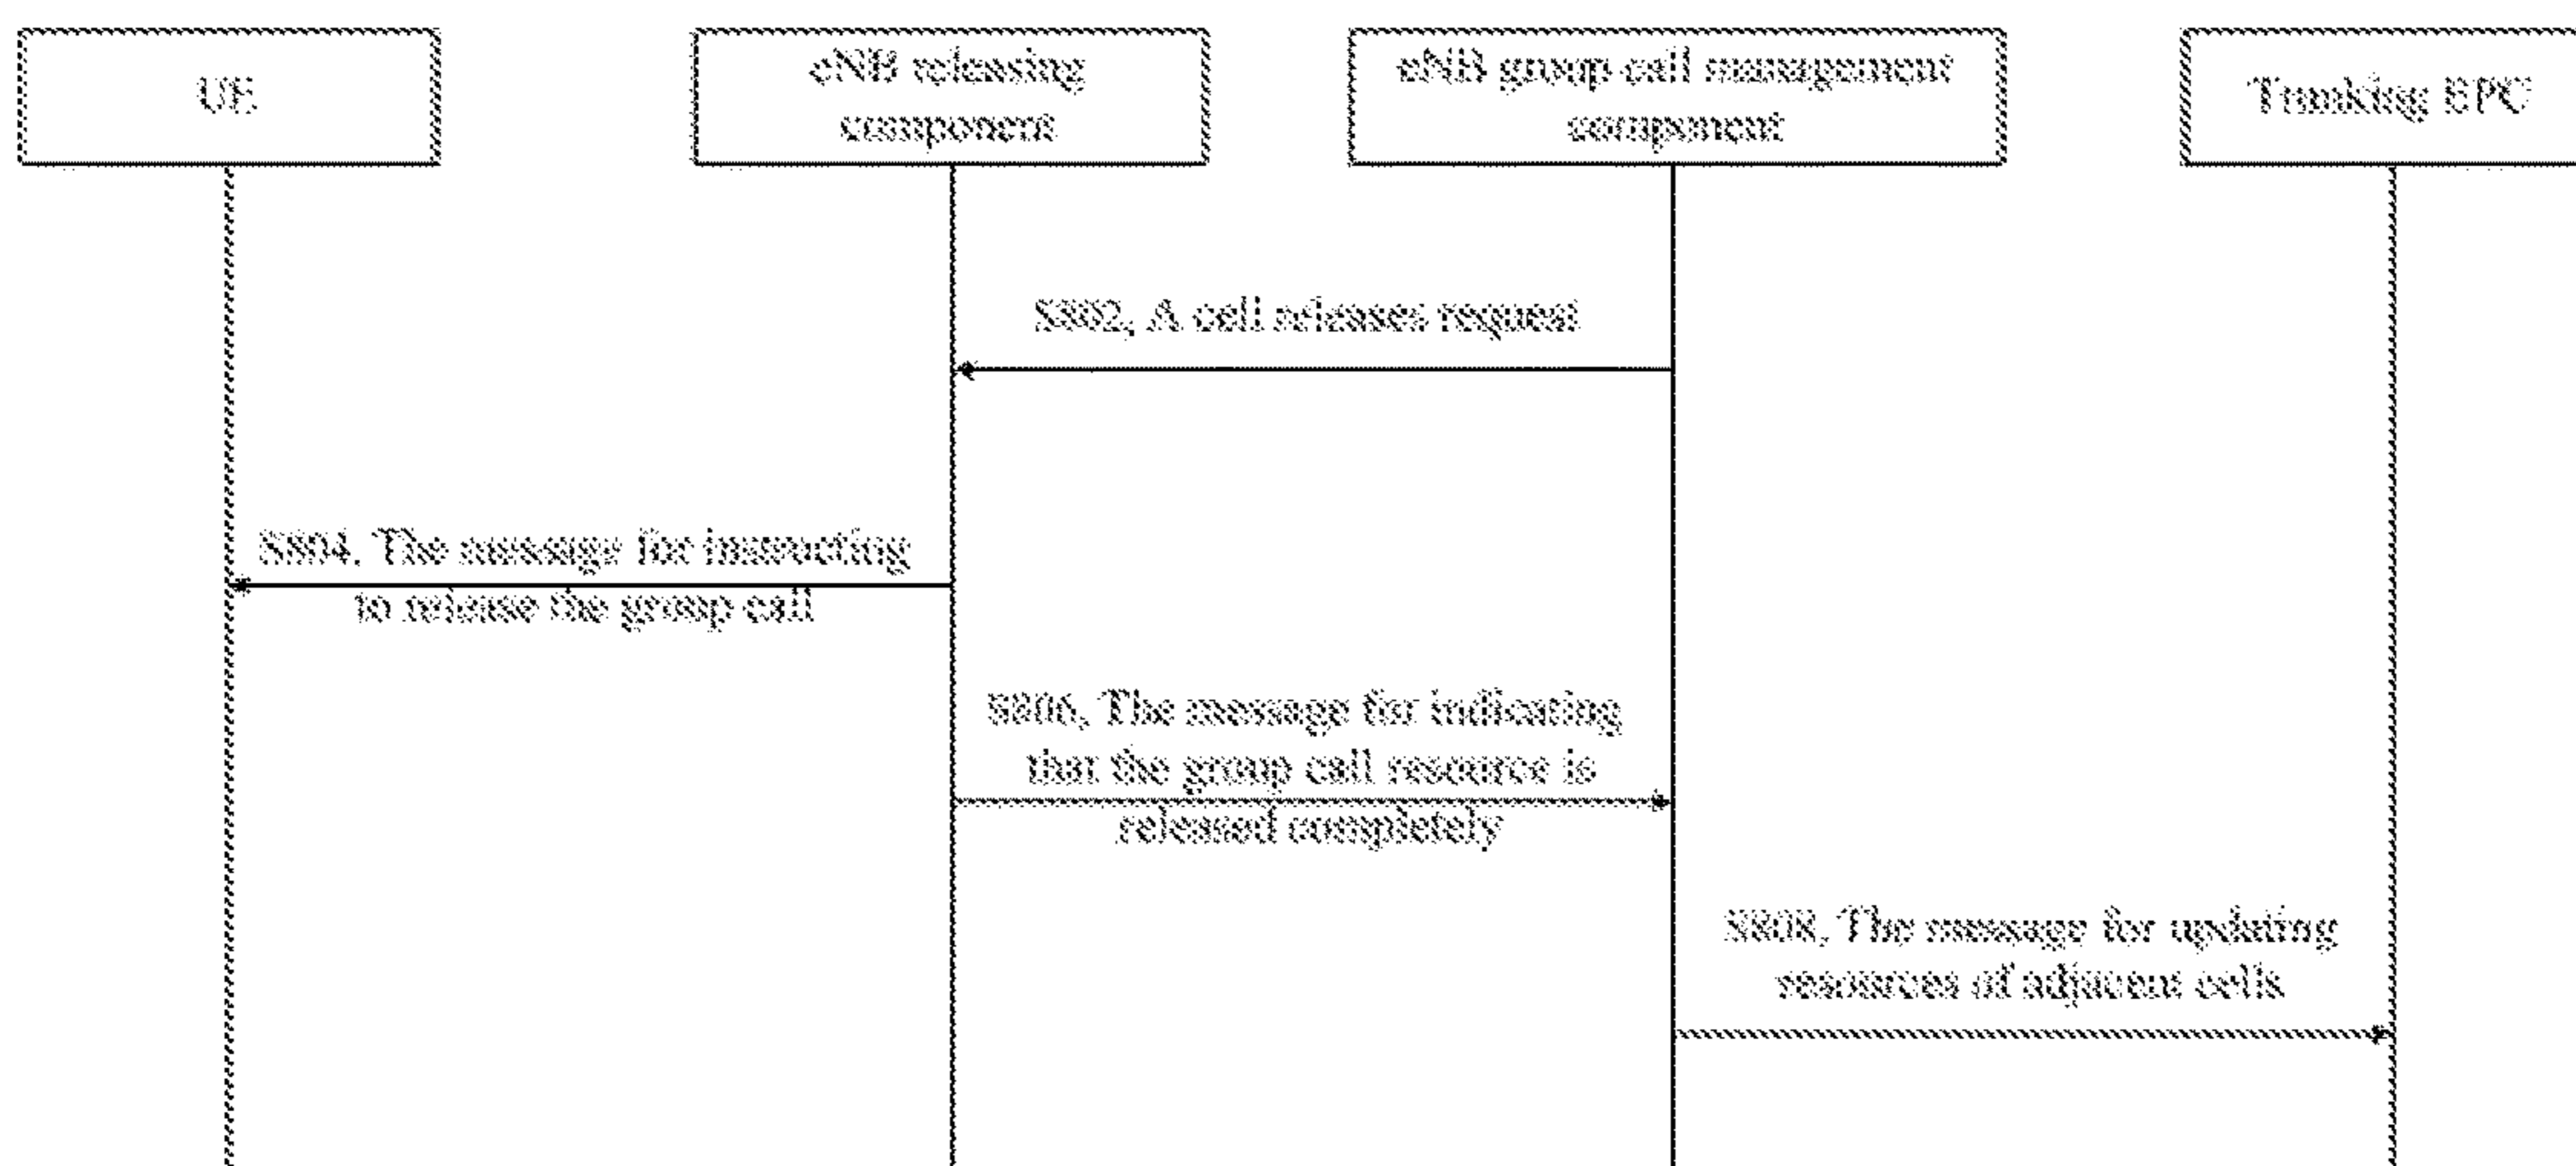 UE
eNB releasing
component
eNB group call management
component
Trunking EPC
S802, A cell releases request
S804, The message for instructing
to release the group call
S806, The message for indicating
that the group call resource is
released completely
S808, The message for updating
resources of adjacent cells